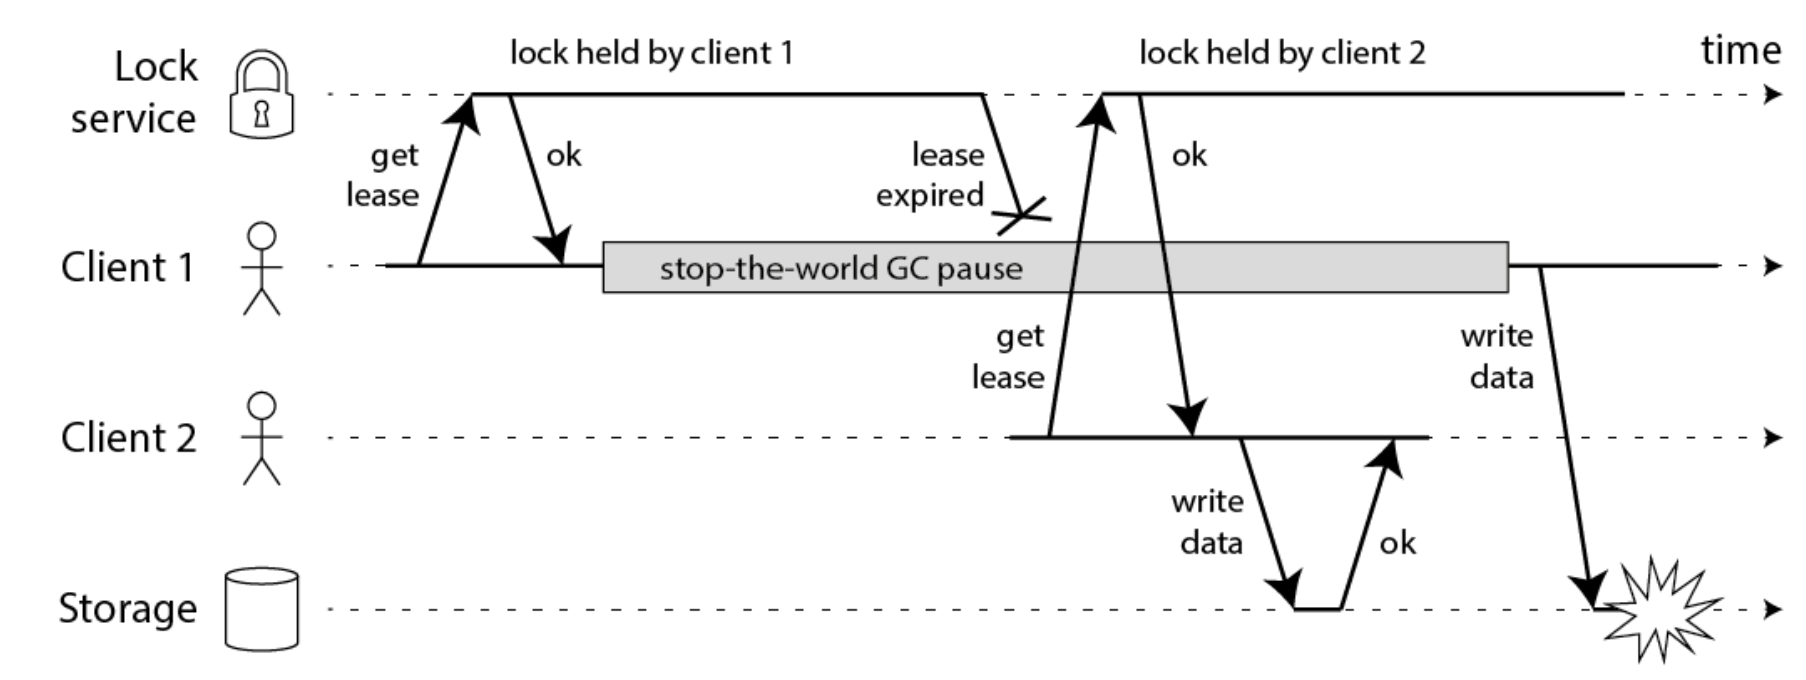 lock held by client 1
lock held by client 2
time
Lock
service
get
lease
ok
lease
expired
ok
Client 1
stop-the-world GC pause
get
lease
write
data
Client 2
write
data
ok
Storage